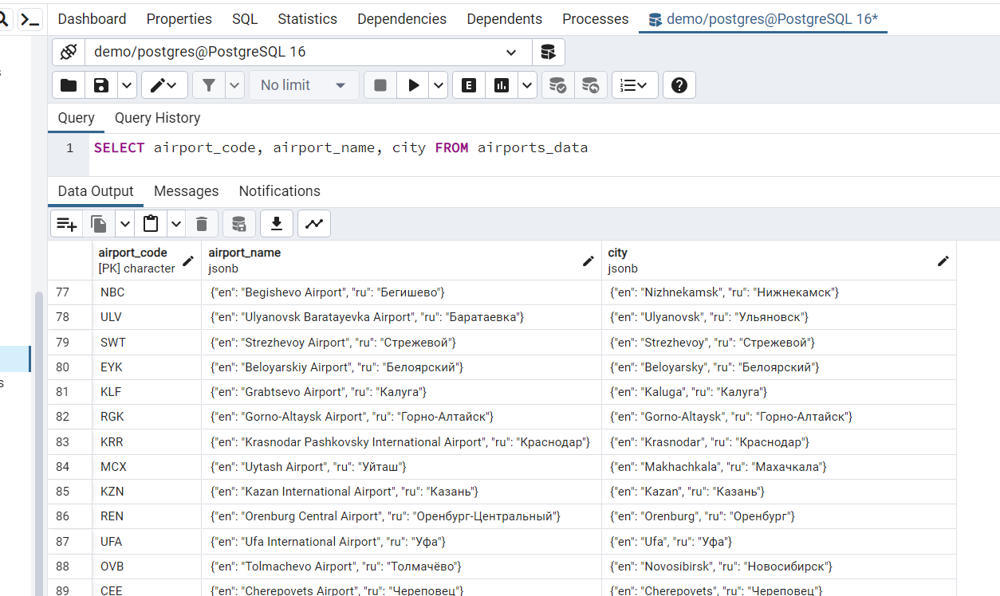 Dashboard Properties SQL Statistics Dependencies Dependents Processes demo/postgres@PostgreSQL 16*
demo/postgres@PostgreSQL 16
No limit
Query Query History
1 SELECT airport_code, airport_name, city FROM airports_data
Data Output Messages Notifications
airport_code airport_name city
[PK] character jsonb jsonb
77 NBC {"en": "Begishevo Airport", "ru": "Бегишево"} {"en": "Nizhnekamsk", "ru": "Нижнекамск"}
78 ULV {"en": "Ulyanovsk Baratayevka Airport", "ru": "Баратаевка"} {"en": "Ulyanovsk", "ru": "Ульяновск"}
79 SWT {"en": "Strezhevoy Airport", "ru": "Стрежевой"} {"en": "Strezhevoy", "ru": "Стрежевой"}
80 EYK {"en": "Beloyarskiy Airport", "ru": "Белоярский"} {"en": "Beloyarsky", "ru": "Белоярский"}
81 KLF {"en": "Grabtsevo Airport", "ru": "Калуга"} {"en": "Kaluga", "ru": "Калуга"}
82 RGK {"en": "Gorno-Altaysk Airport", "ru": "Горно-Алтайск"} {"en": "Gorno-Altaysk", "ru": "Горно-Алтайск"}
83 KRR {"en": "Krasnodar Pashkovsky International Airport", "ru": "Краснодар"} {"en": "Krasnodar", "ru": "Краснодар"}
84 MCX {"en": "Uytash Airport", "ru": "Уйташ"} {"en": "Makhachkala", "ru": "Махачкала"}
85 KZN {"en": "Kazan International Airport", "ru": "Казань"} {"en": "Kazan", "ru": "Казань"}
86 REN {"en": "Orenburg Central Airport", "ru": "Оренбург-Центральный"} {"en": "Orenburg", "ru": "Оренбург"}
87 UFA {"en": "Ufa International Airport", "ru": "Уфа"} {"en": "Ufa", "ru": "Уфа"}
88 OVB {"en": "Tolmachevo Airport", "ru": "Толмачёво"} {"en": "Novosibirsk", "ru": "Новосибирск"}
89 CEE {"en": "Cherepovets Airport", "ru": "Череповец"} {"en": "Cherepovets", "ru": "Череповец"}